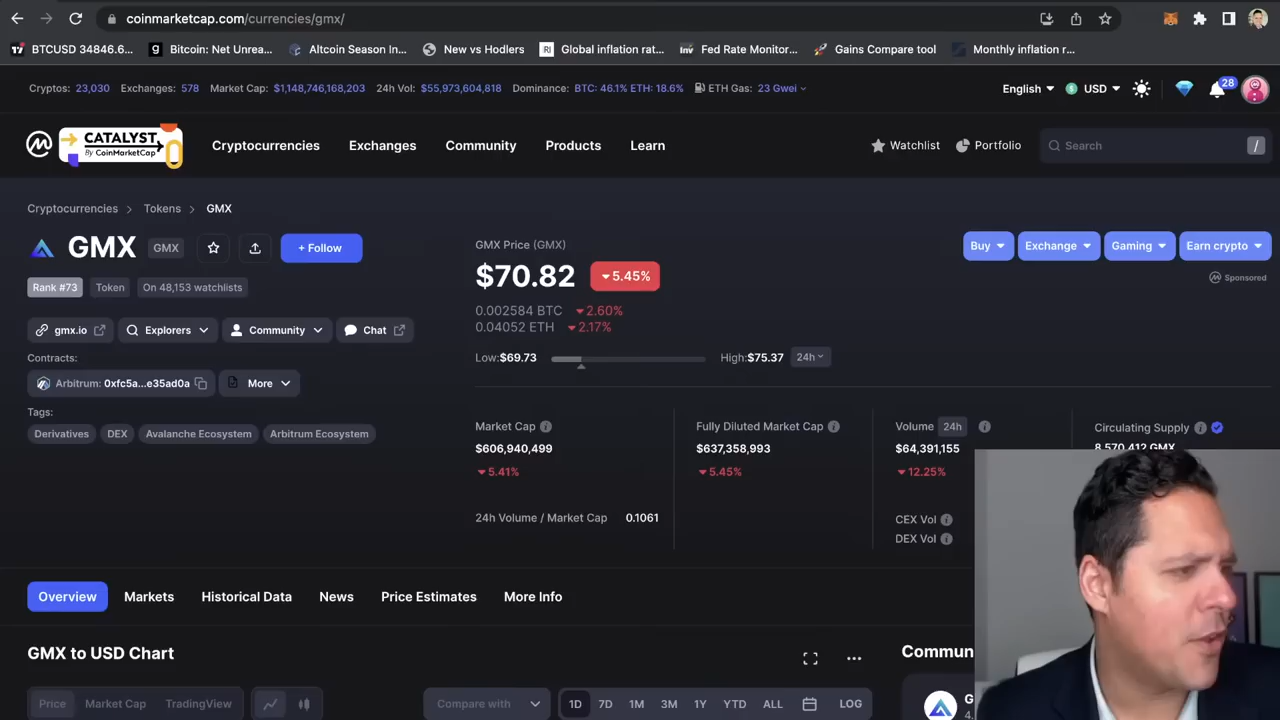 coinmarketcap.com/currencies/gmx/
BTCUSD 34846.6... Bitcoin: Net Unrea... Altcoin Season In... New vs Hodlers Global inflation rat... Fed Rate Monitor... Gains Compare tool Monthly inflation r...
Cryptos: 23,030 Exchanges: 578 Market Cap: $1,148,746,168,203 24h Vol: $55,973,604,818 Dominance: BTC: 46.1% ETH: 18.6% ETH Gas: 23 Gwei English USD 28
CATALYST
By CoinMarketCap
Cryptocurrencies Exchanges Community Products Learn Watchlist Portfolio Search /
Cryptocurrencies > Tokens > GMX
GMX GMX + Follow
Rank #73 Token On 48,153 watchlists
gmx.io Explorers Community Chat
Contracts:
Arbitrum: 0xfc5a...e35ad0a More
Tags:
Derivatives DEX Avalanche Ecosystem Arbitrum Ecosystem
GMX Price (GMX)
$70.82 5.45%
0.002584 BTC 2.60%
0.04052 ETH 2.17%
Low:$69.73 High:$75.37 24h
Buy Exchange Gaming Earn crypto
Sponsored
Market Cap
$606,940,499
5.41%
24h Volume / Market Cap 0.1061
Fully Diluted Market Cap
$637,358,993
5.45%
Volume 24h
$64,391,155
12.25%
CEX Vol
DEX Vol
Circulating Supply
8,570,412 GMX
Overview Markets Historical Data News Price Estimates More Info
GMX to USD Chart
Price Market Cap TradingView Compare with 1D 7D 1M 3M 1Y YTD ALL LOG